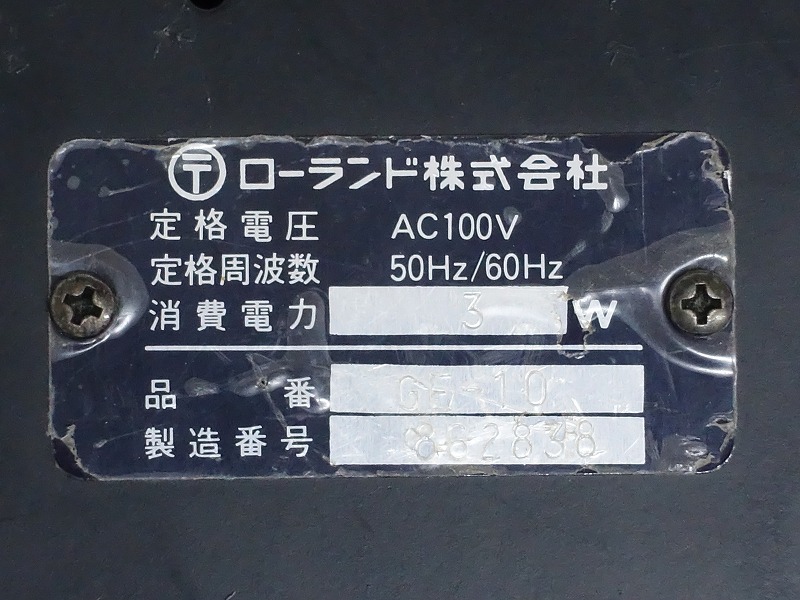 〒 ローランド株式会社
定格電圧 AC100V
定格周波数 50Hz/60Hz
消費電力 3 W
品番 GE-10
製造番号 862838